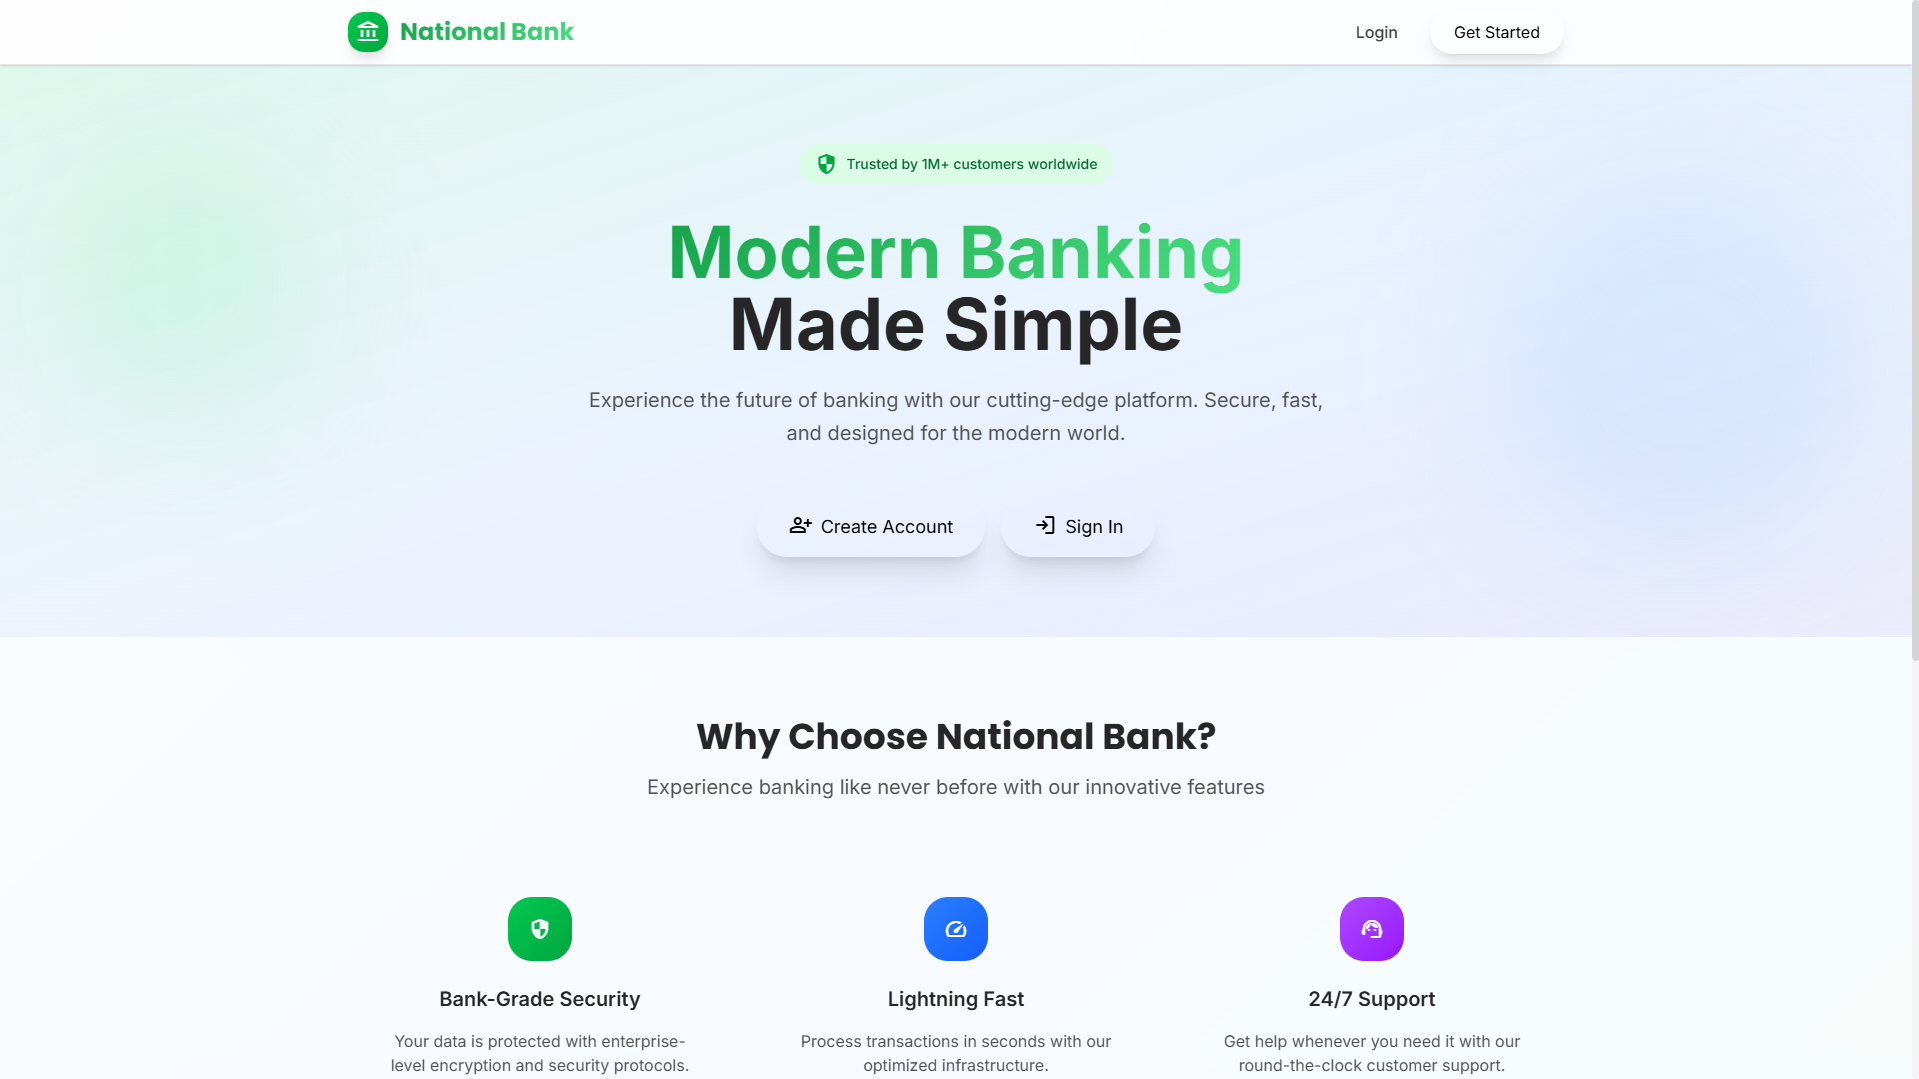 National Bank
Login
Get Started
Trusted by 1M+ customers worldwide
Modern Banking
Made Simple
Experience the future of banking with our cutting-edge platform. Secure, fast,
and designed for the modern world.
Create Account
Sign In
Why Choose National Bank?
Experience banking like never before with our innovative features
Bank-Grade Security
Your data is protected with enterprise-
level encryption and security protocols.
Lightning Fast
Process transactions in seconds with our
optimized infrastructure.
24/7 Support
Get help whenever you need it with our
round-the-clock customer support.